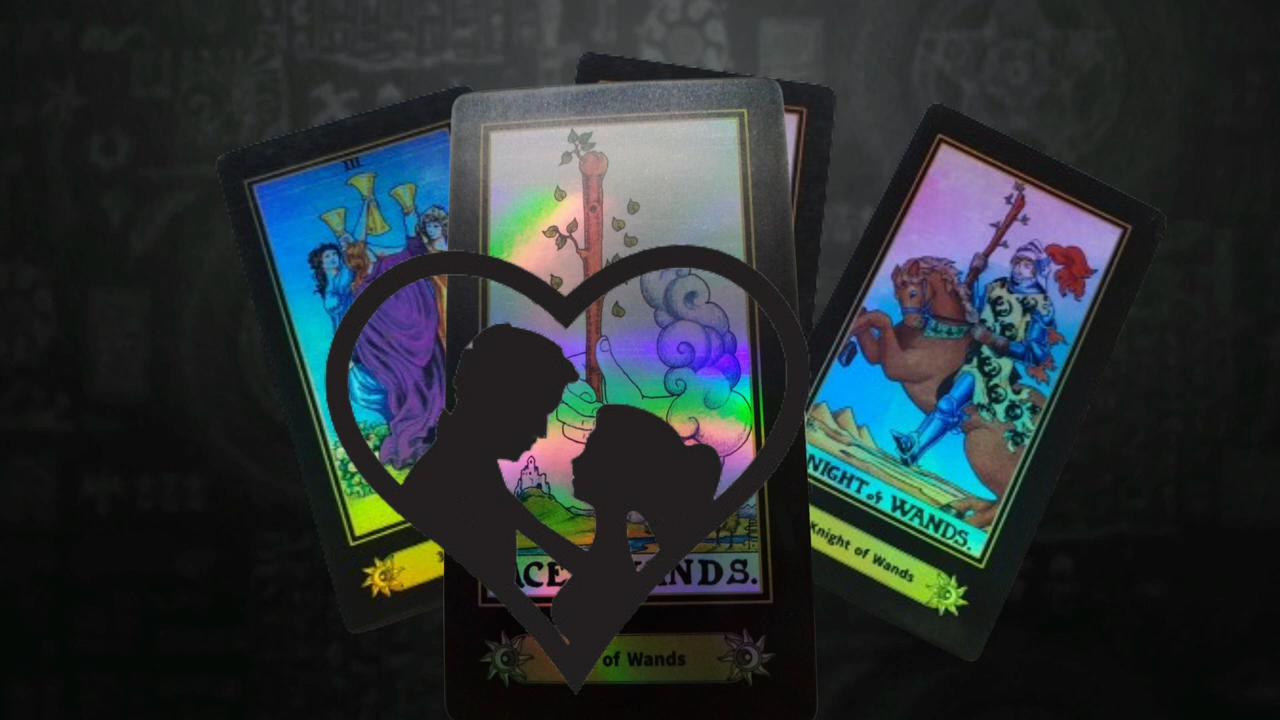 III
ACE WANDS.
of Wands
KNIGHT of WANDS.
Knight of Wands